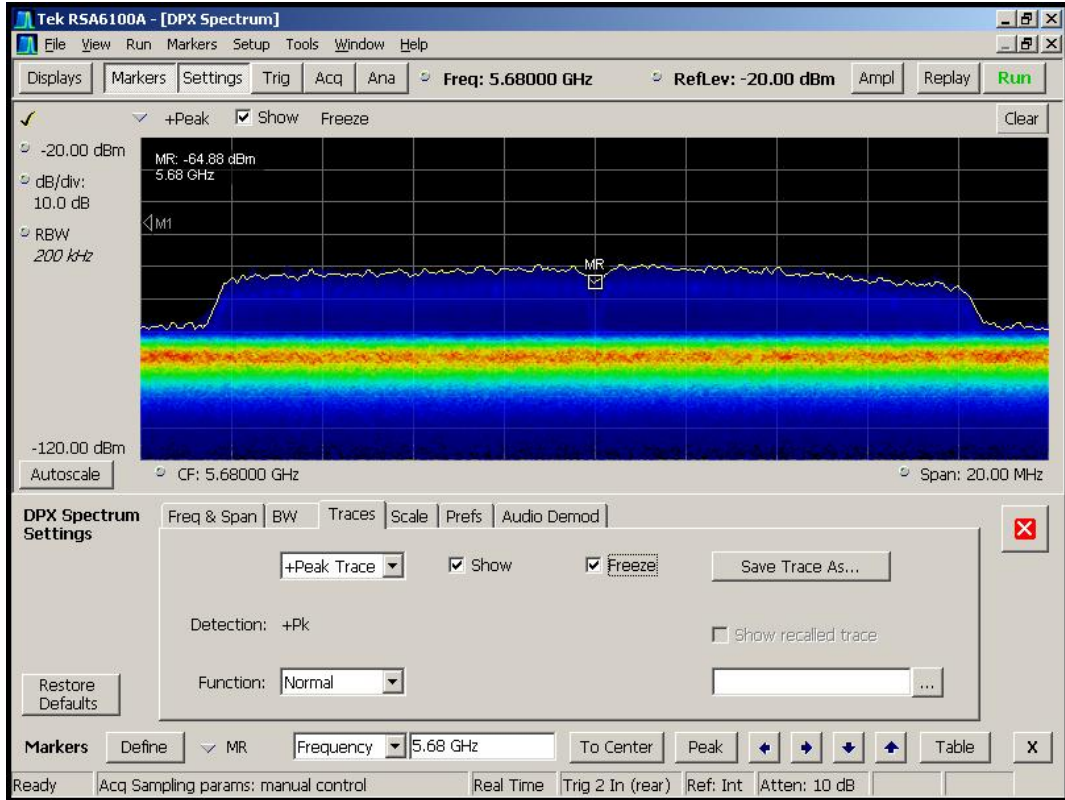 Tek RSA6100A - [DPX Spectrum]
File View Run Markers Setup Tools Window Help
Displays Markers Settings Trig Acq Ana Freq: 5.68000 GHz RefLev: -20.00 dBm Ampl Replay Run
+Peak Show Freeze Clear
-20.00 dBm
dB/div:
10.0 dB
RBW
200 kHz
MR: -64.88 dBm
5.68 GHz
M1
MR
-120.00 dBm
Autoscale CF: 5.68000 GHz Span: 20.00 MHz
DPX Spectrum
Settings
Freq & Span BW Traces Scale Prefs Audio Demod
+Peak Trace Show Freeze Save Trace As...
Detection: +Pk
Show recalled trace
Function: Normal ...
Restore
Defaults
Markers Define MR Frequency 5.68 GHz To Center Peak Table X
Ready Acq Sampling params: manual control Real Time Trig 2 In (rear) Ref: Int Atten: 10 dB